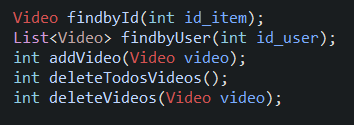 Video findbyId(int id_item);
List<Video> findbyUser(int id_user);
int addVideo(Video video);
int deleteTodosVideos();
int deleteVideos(Video video);